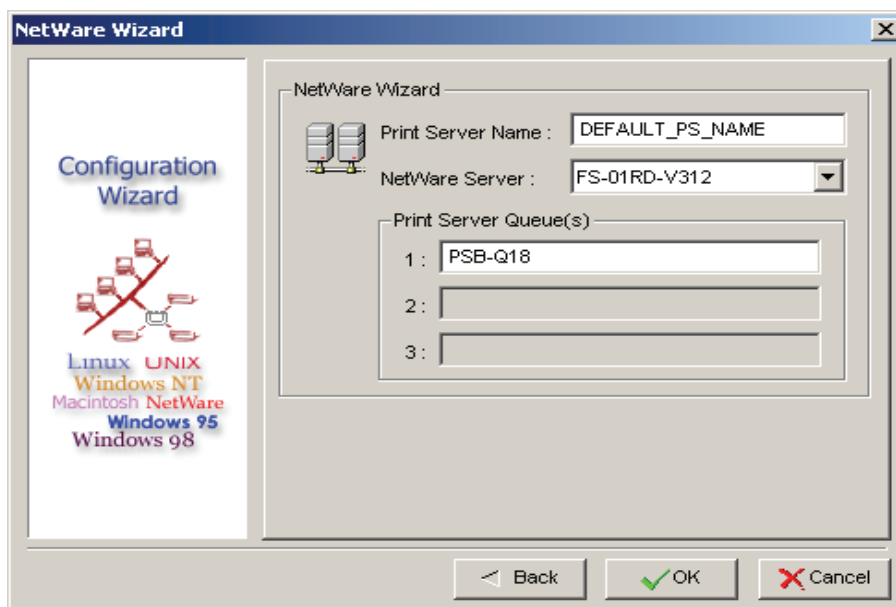 NetWare Wizard
Configuration
Wizard
Linux UNIX
Windows NT
Macintosh NetWare
Windows 95
Windows 98
NetWare Wizard
Print Server Name : DEFAULT_PS_NAME
NetWare Server : FS-01RD-V312
Print Server Queue(s)
1 : PSB-Q18
2 :
3 :
< Back OK Cancel